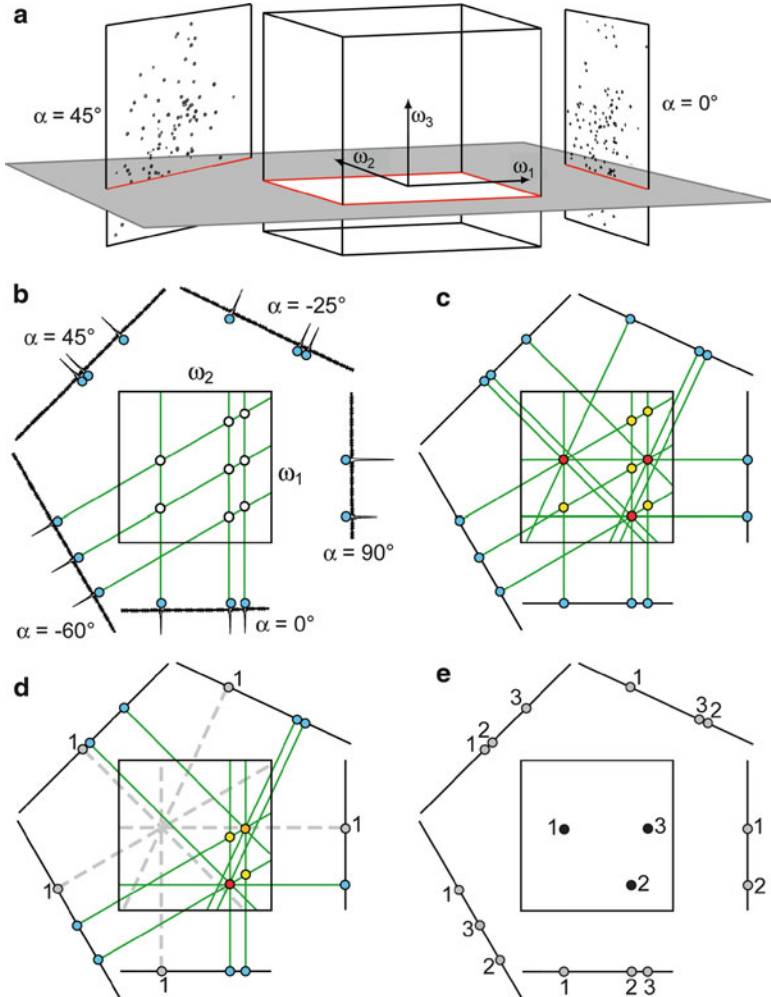 a
α = 45°
α = 0°
ω3
ω2
ω1
b
α = 45°
α = -25°
ω2
ω1
α = 90°
α = -60°
α = 0°
c
d
1
1
1
1
1
e
1
3
3 2
2
1
1
3
1
2
2
1
3
2
1 2 3